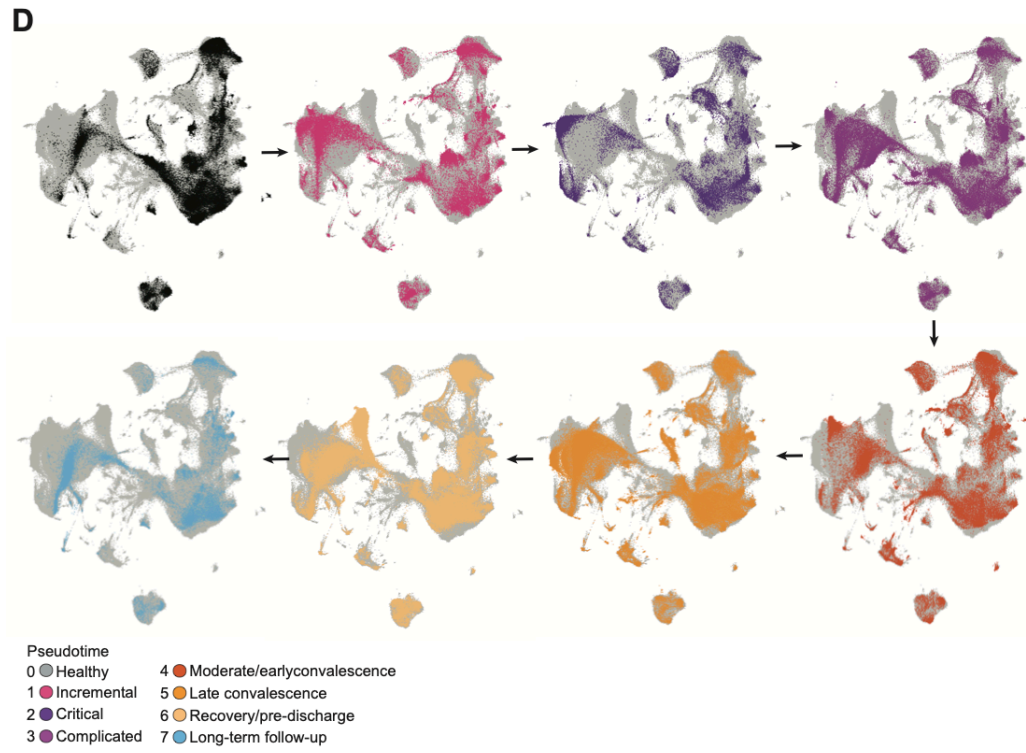 D
Pseudotime
0 Healthy
1 Incremental
2 Critical
3 Complicated
4 Moderate/earlyconvalescence
5 Late convalescence
6 Recovery/pre-discharge
7 Long-term follow-up